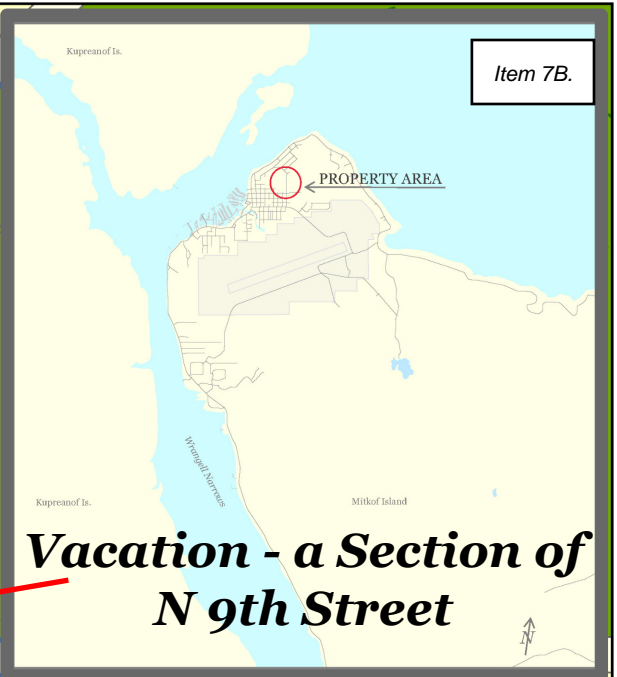 Kupreanof Is.
Item 7B.
PROPERTY AREA
Wrangell Narrows
Kupreanof Is.
Mitkof Island
Vacation - a Section of
N 9th Street
N